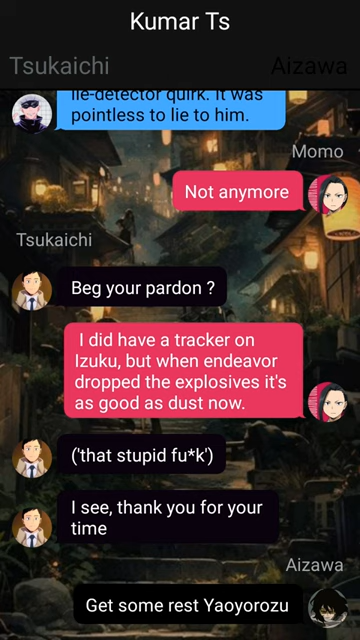 Kumar Ts
Tsukaichi
Aizawa
lie-detector quirk. It was
pointless to lie to him.
Momo
Not anymore
Tsukaichi
Beg your pardon ?
I did have a tracker on
Izuku, but when endeavor
dropped the explosives it's
as good as dust now.
('that stupid fu*k')
I see, thank you for your
time
Aizawa
Get some rest Yaoyorozu